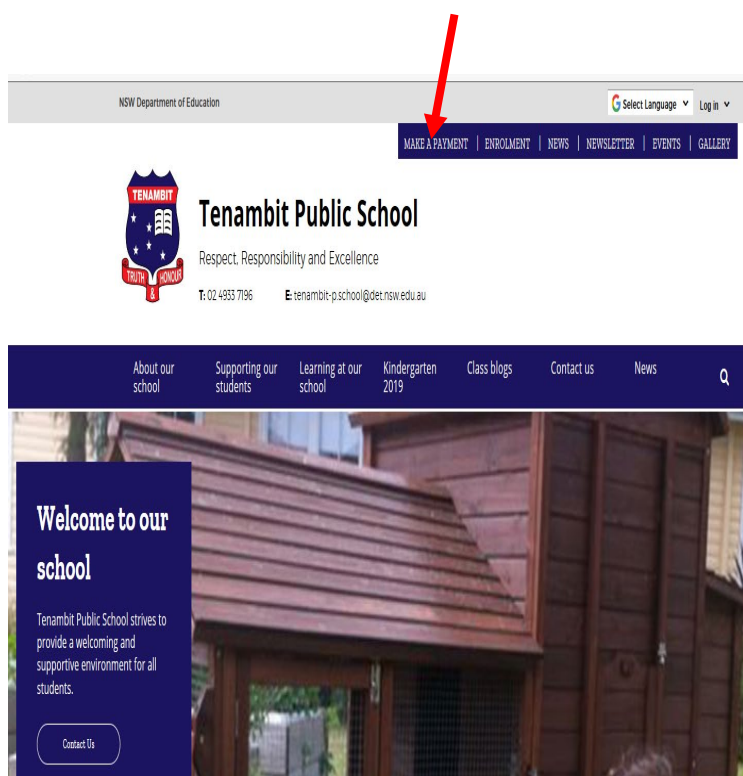 NSW Department of Education
Select Language
Log in
MAKE A PAYMENT | ENROLMENT | NEWS | NEWSLETTER | EVENTS | GALLERY
TENAMBIT
TRUTH & HONOUR
Tenambit Public School
Respect, Responsibility and Excellence
T: 02 4933 7196 E: tenambit-p.school@det.nsw.edu.au
About our school
Supporting our students
Learning at our school
Kindergarten 2019
Class blogs
Contact us
News
Welcome to our
school
Tenambit Public School strives to
provide a welcoming and
supportive environment for all
students.
Contact Us